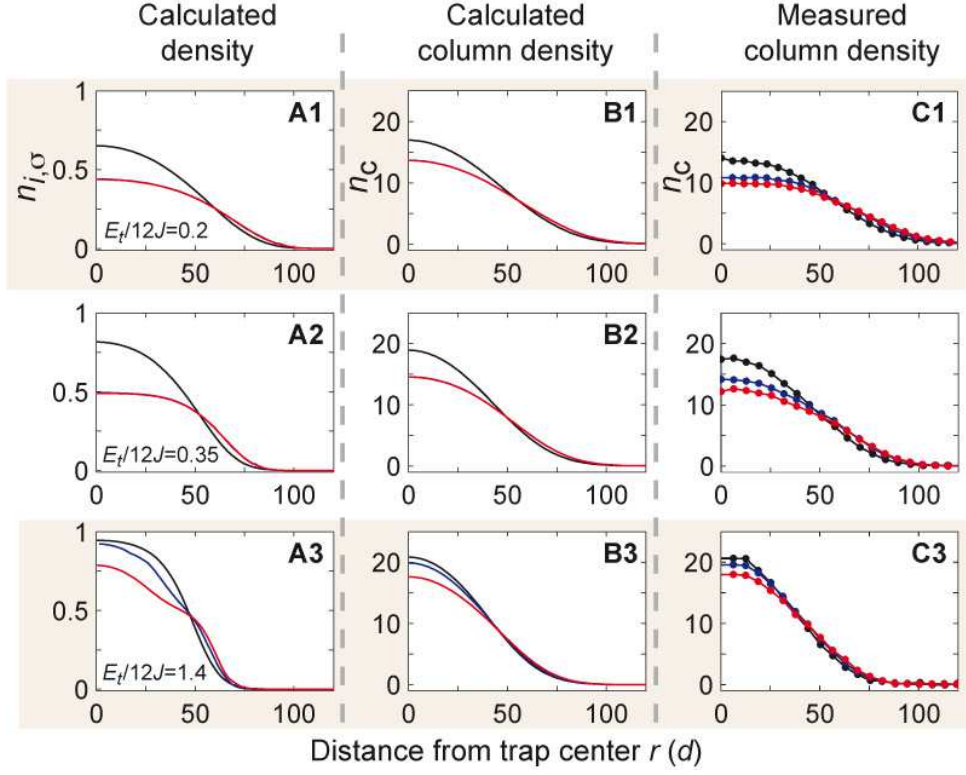 Calculated density
Calculated column density
Measured column density
A1
B1
C1
n_{i,σ}
n_c
n_c
1
0.5
0
20
10
0
20
10
0
E_t/12J=0.2
0 50 100
0 50 100
0 50 100
A2
B2
C2
1
0.5
0
20
10
0
20
10
0
E_t/12J=0.35
0 50 100
0 50 100
0 50 100
A3
B3
C3
1
0.5
0
20
10
0
20
10
0
E_t/12J=1.4
0 50 100
0 50 100
0 50 100
Distance from trap center r (d)